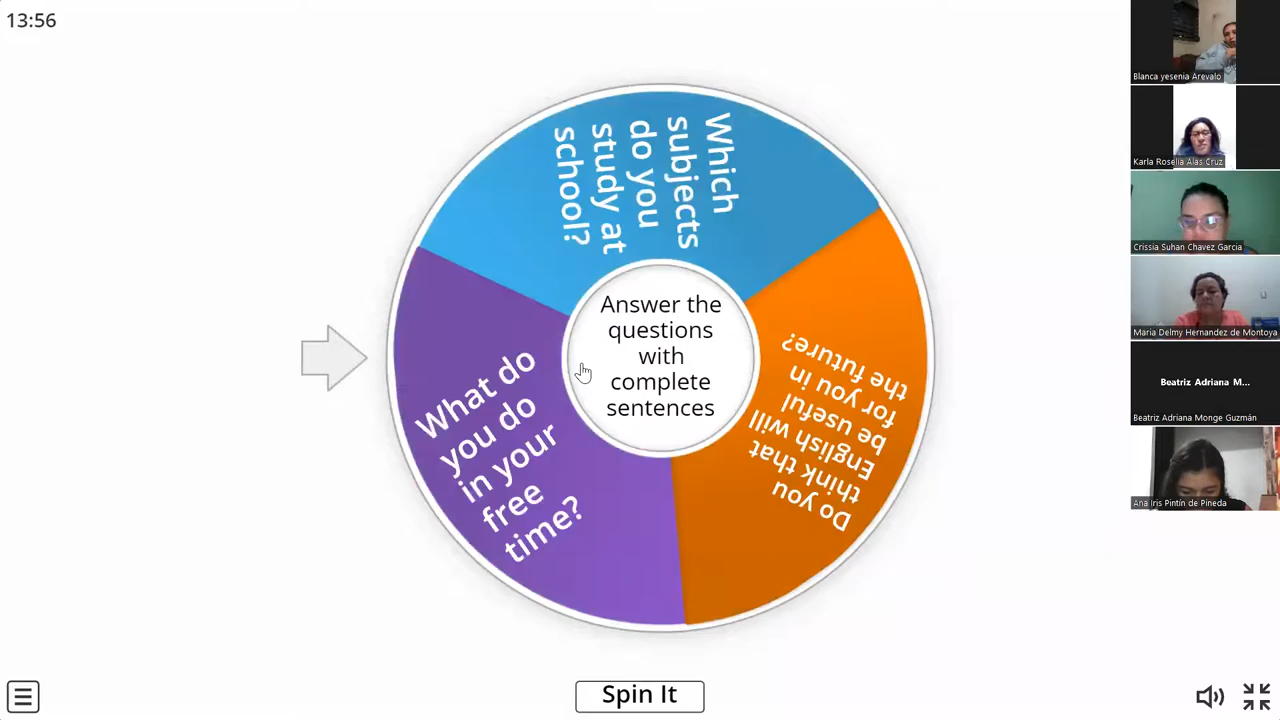 13:56
Which
subjects
do you
study at
school?
What do
you do
in your
free
time?
Do you
think that
English will
be useful
for you in
the future?
Answer the
questions
with
complete
sentences
Spin It
Blanca yesenia Arevalo
Karla Roselia Alas Cruz
Crissia Suhan Chavez Garcia
Maria Delmy Hernandez de Montoya
Beatriz Adriana M...
Beatriz Adriana Monge Guzmán
Ana Iris Pintín de Pineda